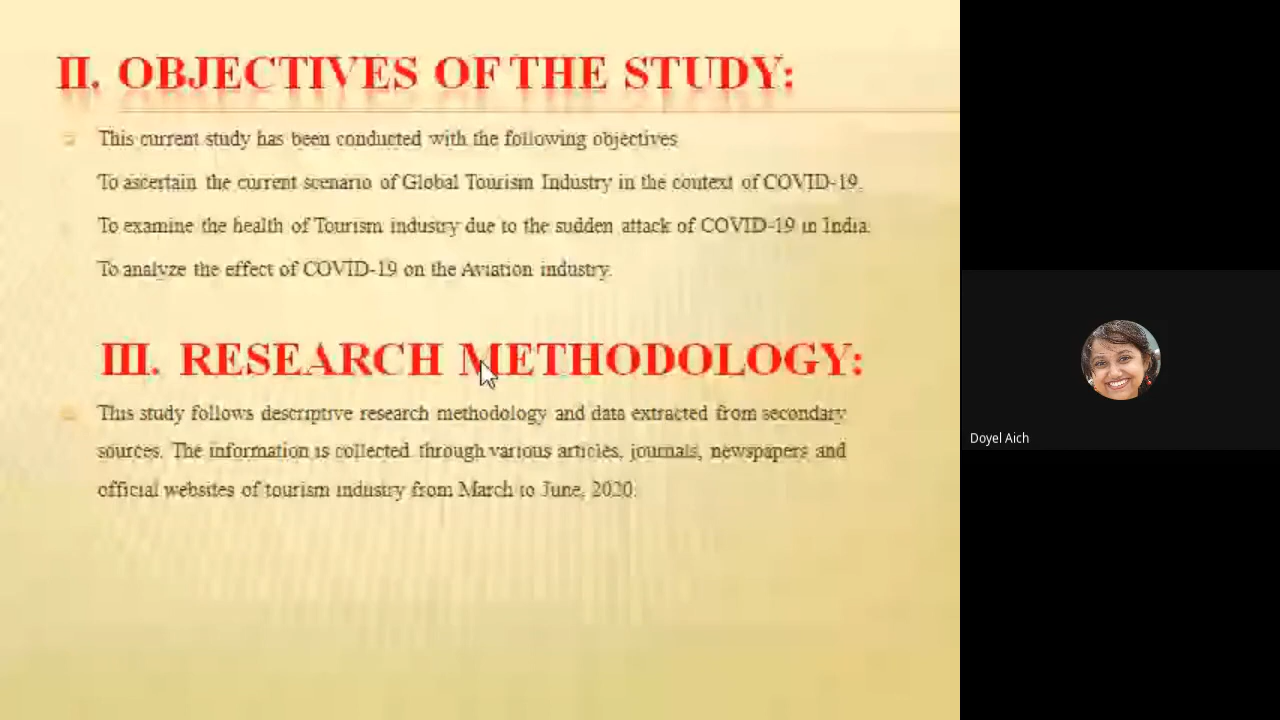 II. OBJECTIVES OF THE STUDY:
This current study has been conducted with the following objectives
To ascertain the current scenario of Global Tourism Industry in the context of COVID-19.
To examine the health of Tourism industry due to the sudden attack of COVID-19 in India.
To analyze the effect of COVID-19 on the Aviation industry.
III. RESEARCH METHODOLOGY:
This study follows descriptive research methodology and data extracted from secondary
sources. The information is collected through various articles, journals, newspapers and
official websites of tourism industry from March to June, 2020.
Doyel Aich